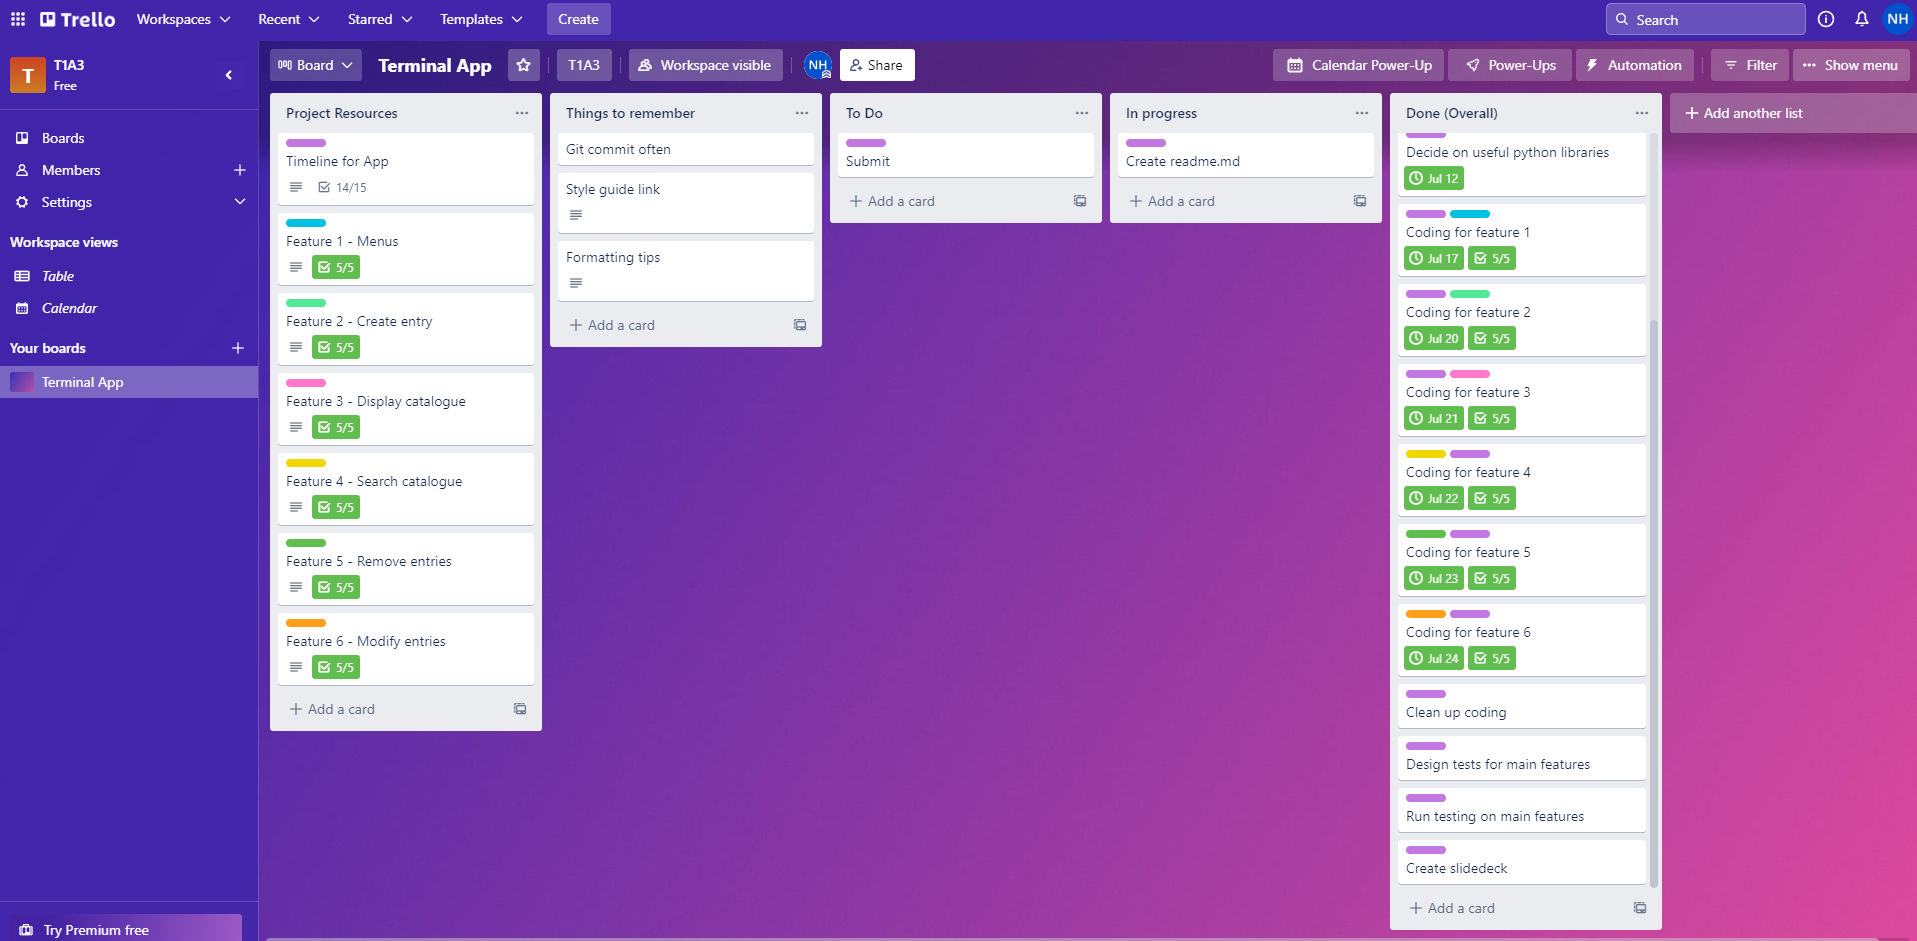 Trello
Workspaces
Recent
Starred
Templates
Create
Search
NH
T
T1A3
Free
Boards
Members
Settings
Workspace views
Table
Calendar
Your boards
Terminal App
Try Premium free
Board
Terminal App
T1A3
Workspace visible
NH
Share
Calendar Power-Up
Power-Ups
Automation
Filter
Show menu
Project Resources
Timeline for App
14/15
Feature 1 - Menus
5/5
Feature 2 - Create entry
5/5
Feature 3 - Display catalogue
5/5
Feature 4 - Search catalogue
5/5
Feature 5 - Remove entries
5/5
Feature 6 - Modify entries
5/5
Add a card
Things to remember
Git commit often
Style guide link
Formatting tips
Add a card
To Do
Submit
Add a card
In progress
Create readme.md
Add a card
Done (Overall)
Decide on useful python libraries
Jul 12
Coding for feature 1
Jul 17 5/5
Coding for feature 2
Jul 20 5/5
Coding for feature 3
Jul 21 5/5
Coding for feature 4
Jul 22 5/5
Coding for feature 5
Jul 23 5/5
Coding for feature 6
Jul 24 5/5
Clean up coding
Design tests for main features
Run testing on main features
Create slidedeck
Add a card
Add another list